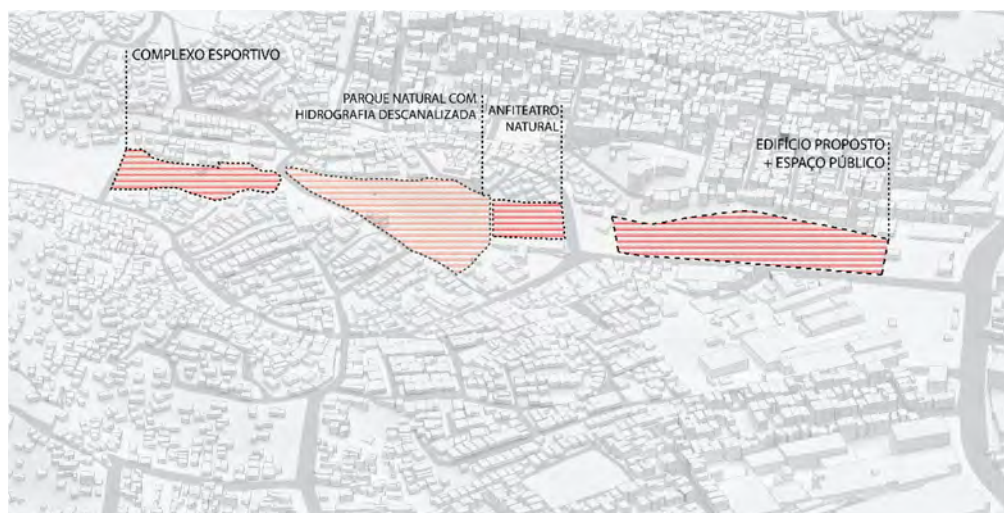 COMPLEXO ESPORTIVO
PARQUE NATURAL COM
HIDROGRAFIA DESCANALIZADA
ANFITEATRO
NATURAL
EDIFÍCIO PROPOSTO
+ ESPAÇO PÚBLICO